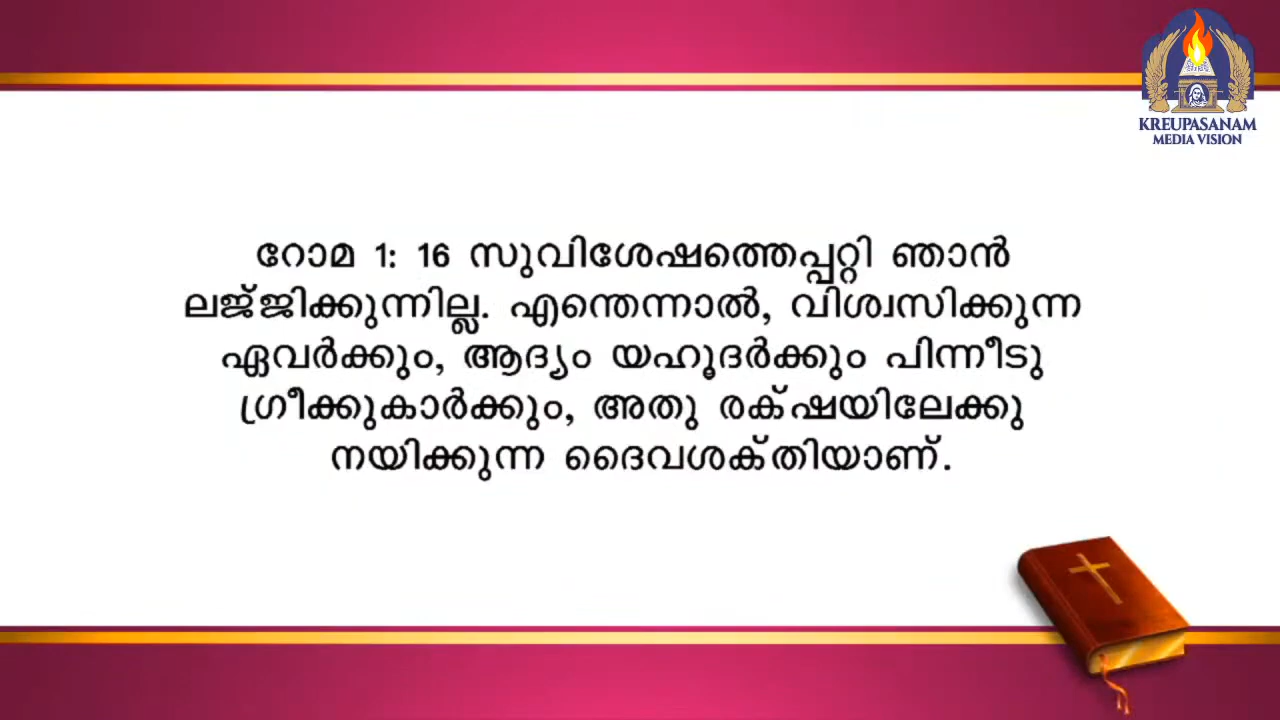 KREUPASANAM
MEDIA VISION
റോമ 1: 16 സുവിശേഷത്തെപ്പറ്റി ഞാൻ
ലജ്ജിക്കുന്നില്ല. എന്തെന്നാൽ, വിശ്വസിക്കുന്ന
ഏവർക്കും, ആദ്യം യഹൂദർക്കും പിന്നീടു
ഗ്രീക്കുകാർക്കും, അതു രക്ഷയിലേക്കു
നയിക്കുന്ന ദൈവശക്തിയാണ്.